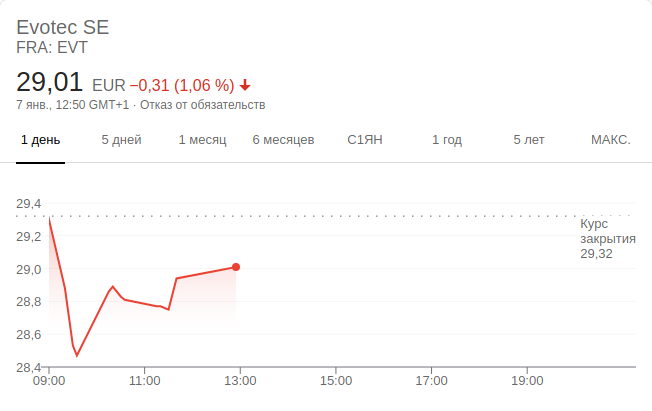 Evotec SE
FRA: EVT
29,01 EUR −0,31 (1,06 %)
7 янв., 12:50 GMT+1 · Отказ от обязательств
1 день 5 дней 1 месяц 6 месяцев С1ЯН 1 год 5 лет МАКС.
29,4
Курс
закрытия
29,32
29,2
29,0
28,8
28,6
28,4
09:00 11:00 13:00 15:00 17:00 19:00